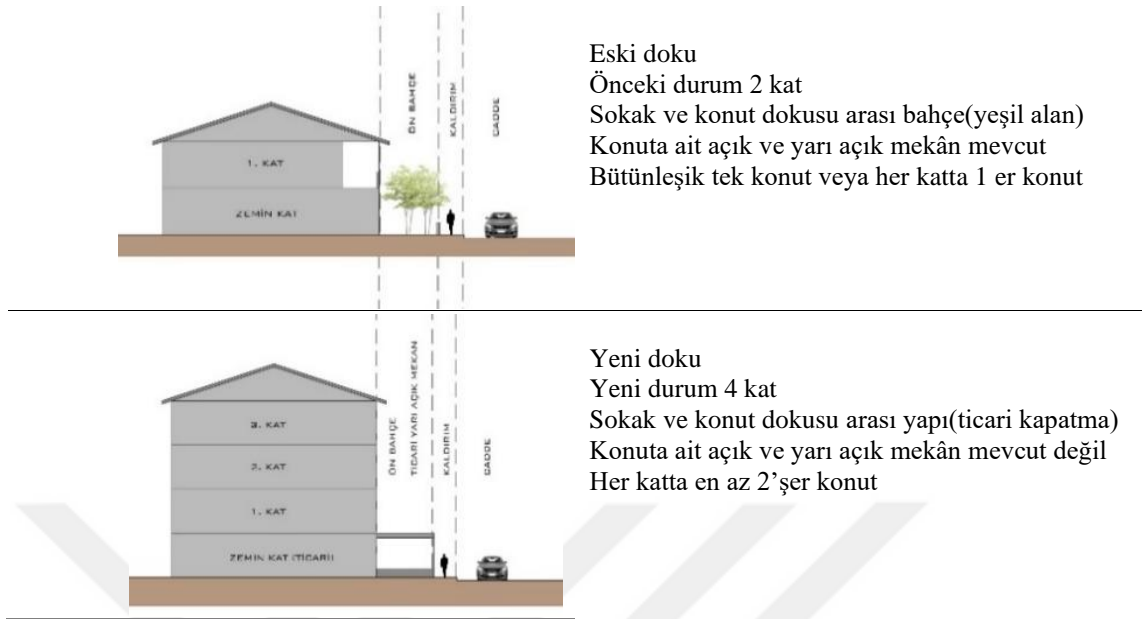 ÖN BAHÇE
KALDIRIM
CADDE
1. KAT
ZEMİN KAT
Eski doku
Önceki durum 2 kat
Sokak ve konut dokusu arası bahçe(yeşil alan)
Konuta ait açık ve yarı açık mekân mevcut
Bütünleşik tek konut veya her katta 1 er konut
ÖN BAHÇE
TİCARİ YARI AÇIK MEKAN
KALDIRIM
CADDE
3. KAT
2. KAT
1. KAT
ZEMİN KAT (TİCARİ)
Yeni doku
Yeni durum 4 kat
Sokak ve konut dokusu arası yapı(ticari kapatma)
Konuta ait açık ve yarı açık mekân mevcut değil
Her katta en az 2’şer konut